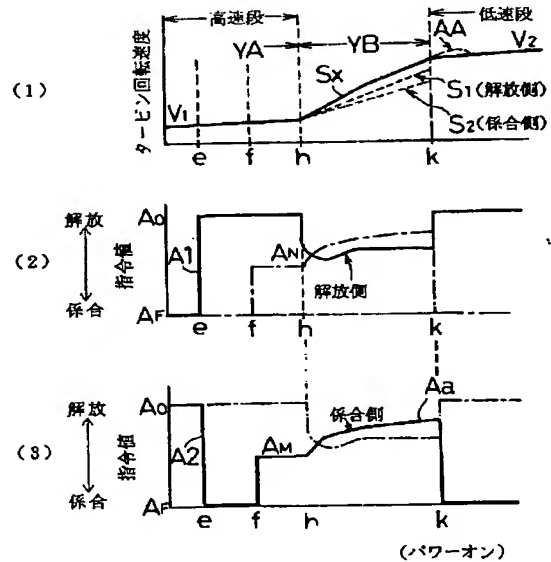 高速段
低速段
YA
YB
AA
V2
(1)
タービン回転速度
SX
S1(解放側)
S2(係合側)
V1
e
f
h
k
(2)
解放
係合
指令値
AO
A1
AN
解放側
AF
e
f
h
k
(3)
解放
係合
指令値
AO
A2
AM
係合側
Aa
AF
e
f
h
k
(パワーオン)